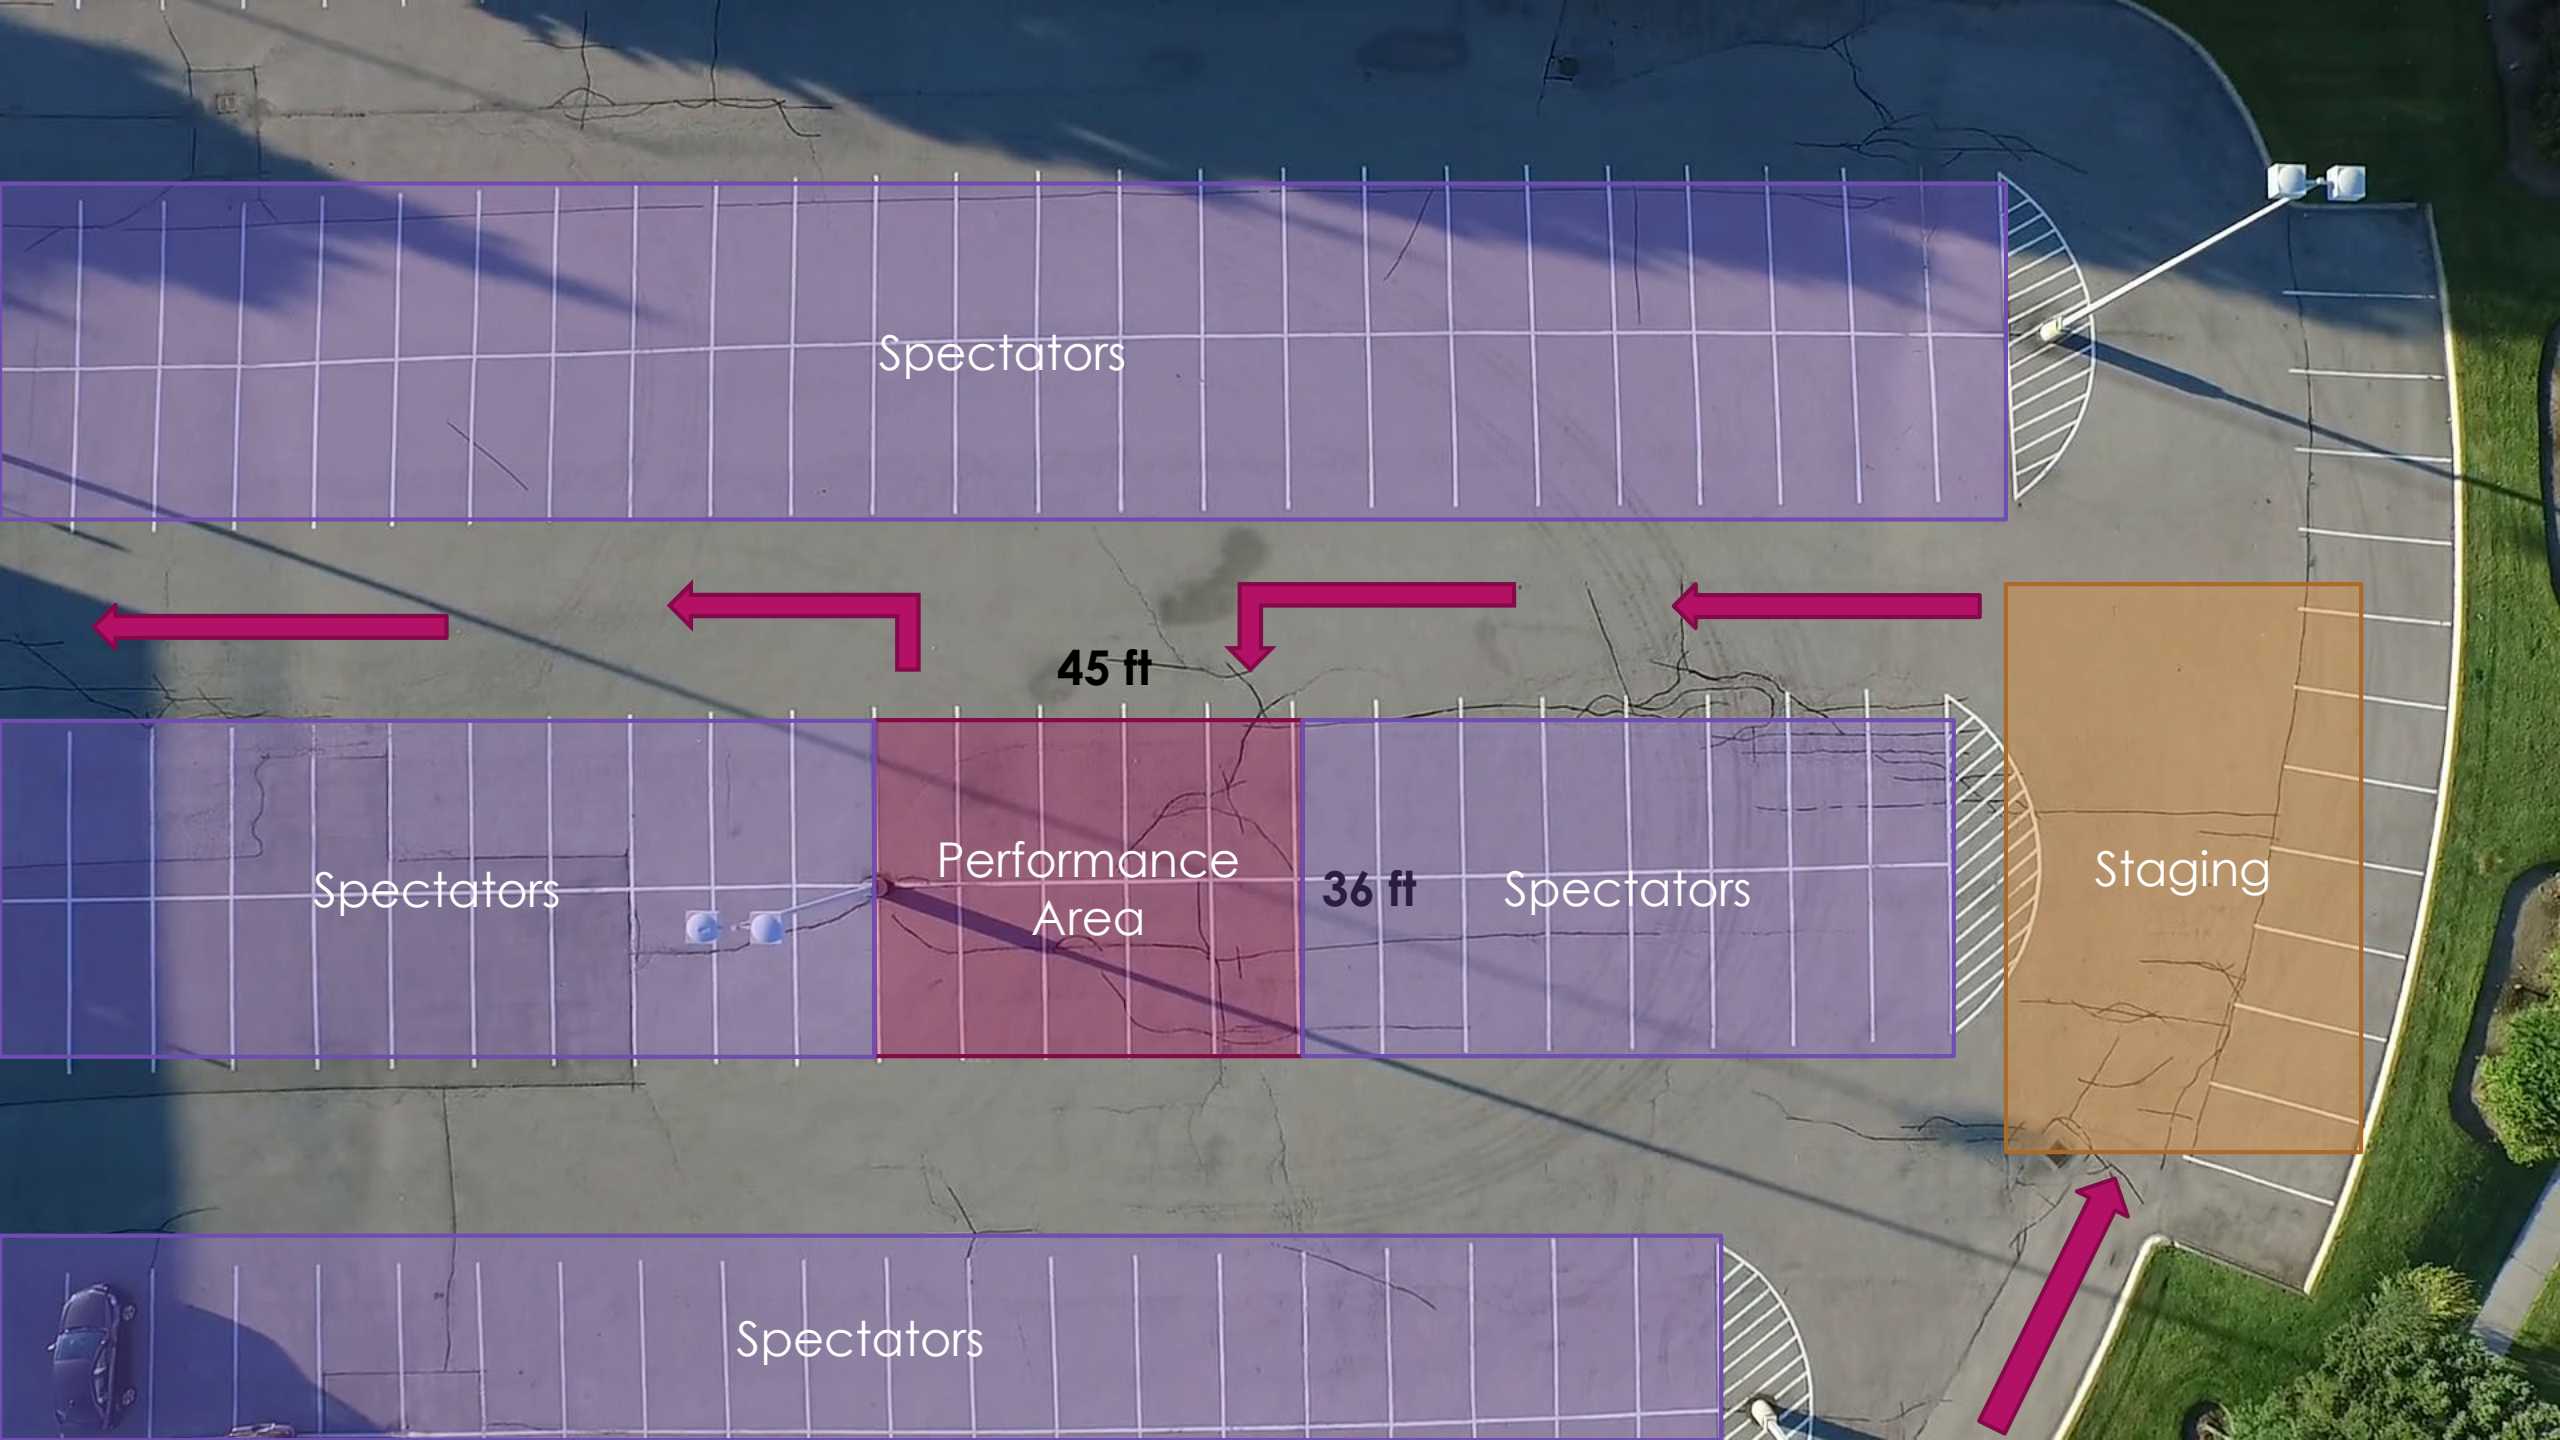 Spectators
45 ft
Spectators
Performance
Area
36 ft
Spectators
Staging
Spectators